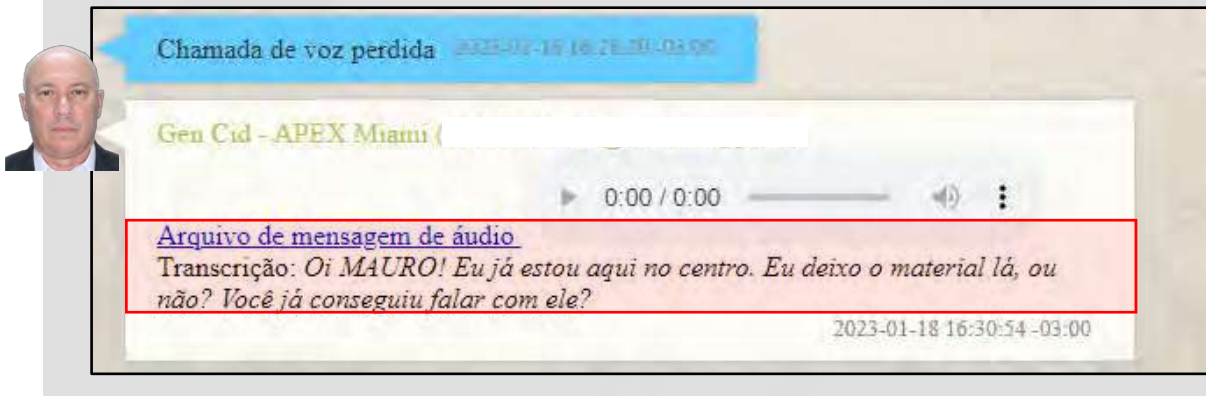 Chamada de voz perdida
Gen Cid - APEX Miami (
0:00 / 0:00
Arquivo de mensagem de áudio
Transcrição: Oi MAURO! Eu já estou aqui no centro. Eu deixo o material lá, ou
não? Você já conseguiu falar com ele?
2023-01-18 16:30:54 -03:00